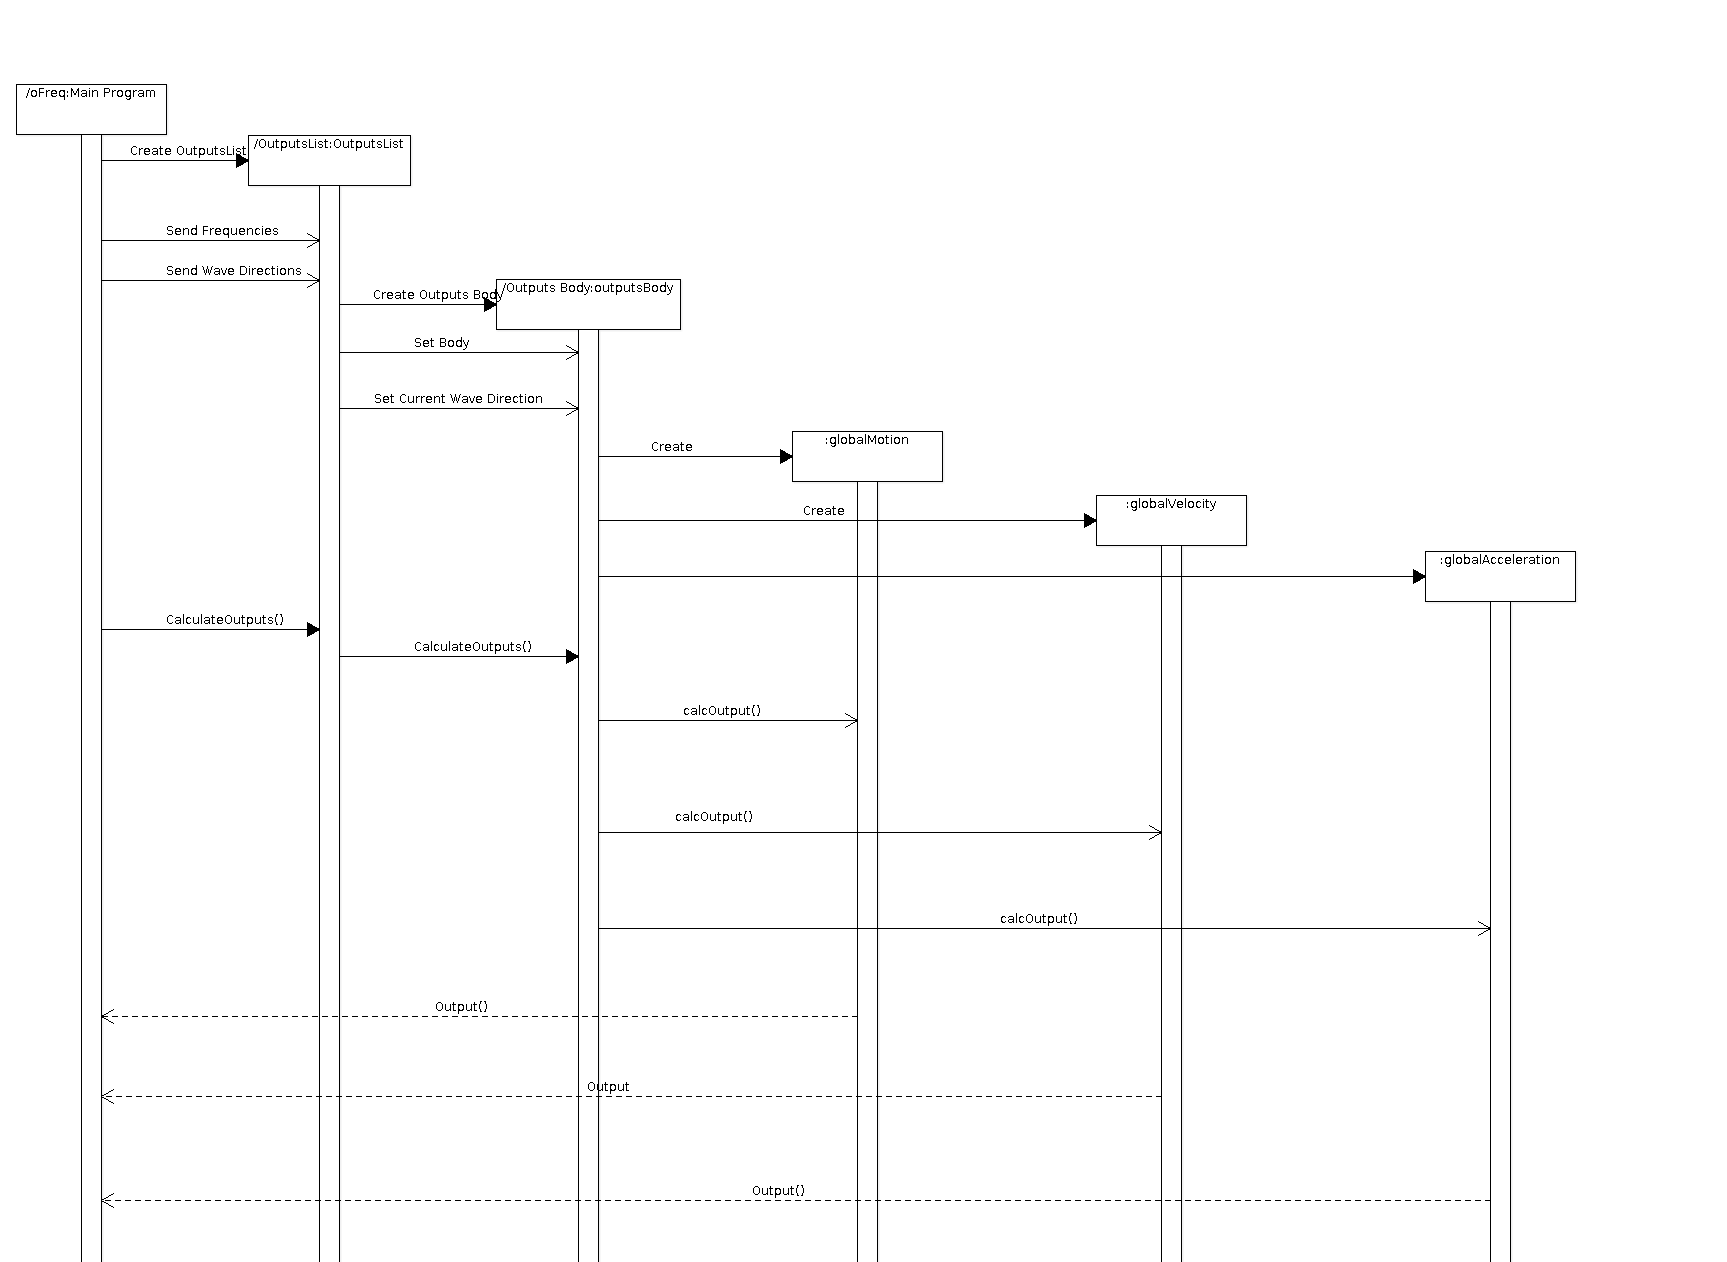 /oFreq:Main Program
/OutputsList:OutputsList
Create OutputsList
Send Frequencies
Send Wave Directions
/Outputs Body:outputsBody
Create Outputs Body
Set Body
Set Current Wave Direction
:globalMotion
Create
:globalVelocity
Create
:globalAcceleration
CalculateOutputs()
CalculateOutputs()
calcOutput()
calcOutput()
calcOutput()
Output()
Output
Output()